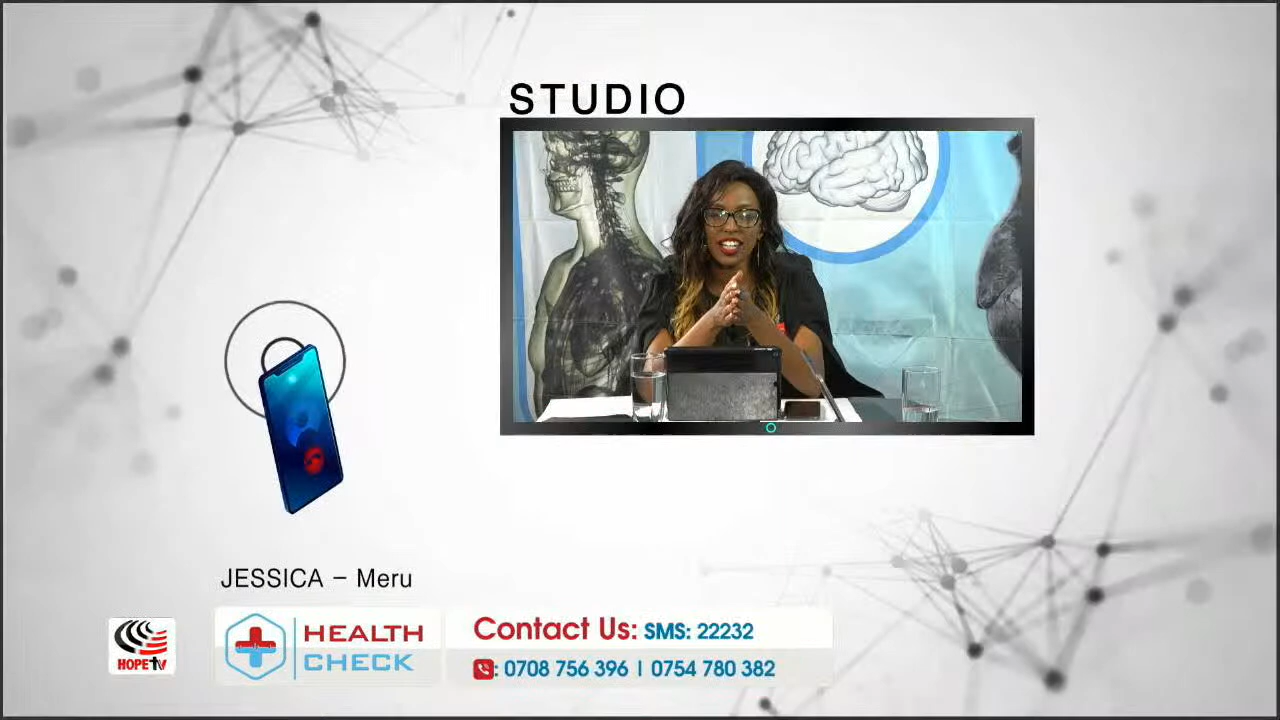 STUDIO
JESSICA – Meru
HOPE TV
HEALTH
CHECK
Contact Us: SMS: 22232
: 0708 756 396 | 0754 780 382